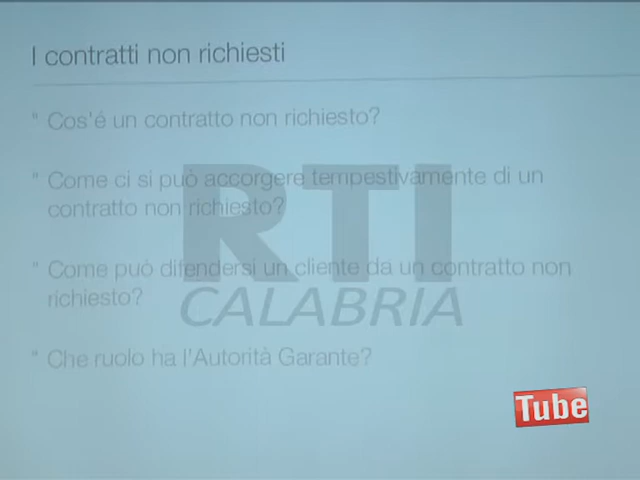 I contratti non richiesti
" Cos'é un contratto non richiesto?
" Come ci si può accorgere tempestivamente di un
contratto non richiesto?
" Come può difendersi un cliente da un contratto non
richiesto?
" Che ruolo ha l'Autorità Garante?
RTI
CALABRIA
Tube